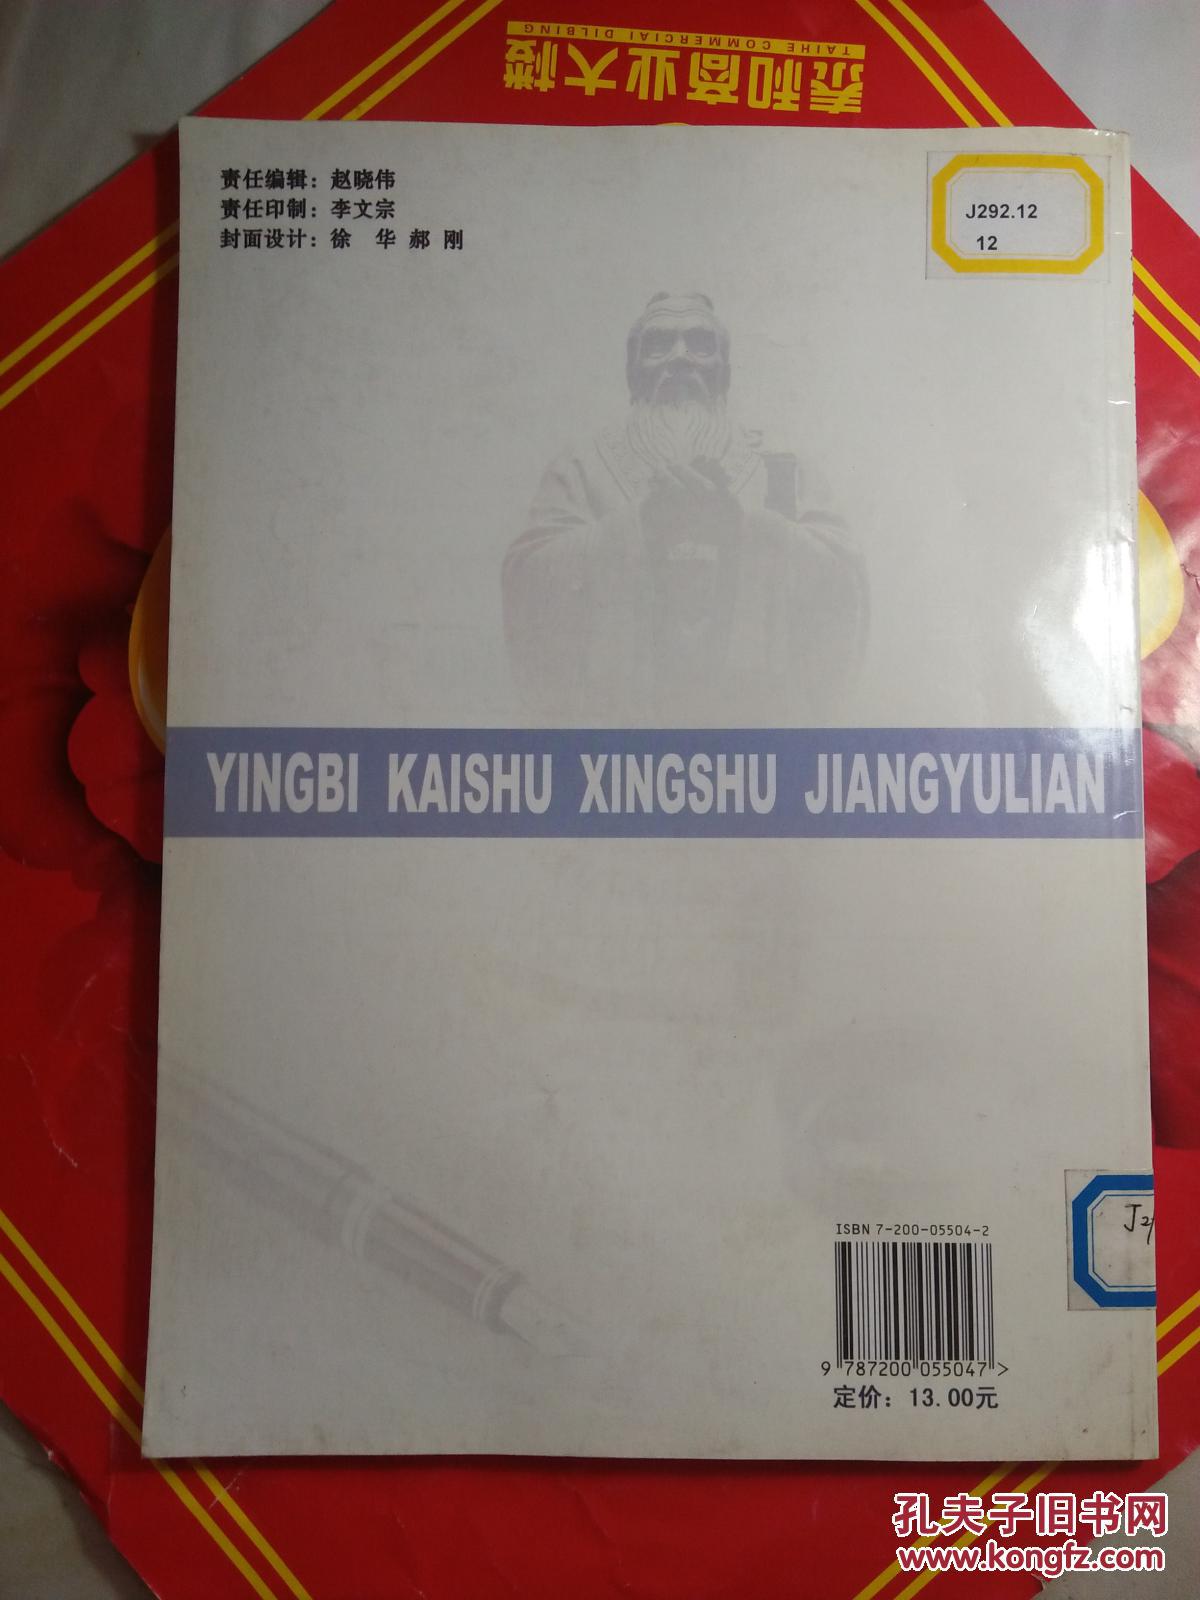 泰和商业大楼
TAIHE COMMERCIAI DILBING
责任编辑：赵晓伟
责任印制：李文宗
封面设计：徐　华 郝 刚
J292.12
12
YINGBI KAISHU XINGSHU JIANGYULIAN
J2
ISBN 7-200-05504-2
9 787200 055047>
定价：13.00元
孔夫子旧书网
www.kongfz.com